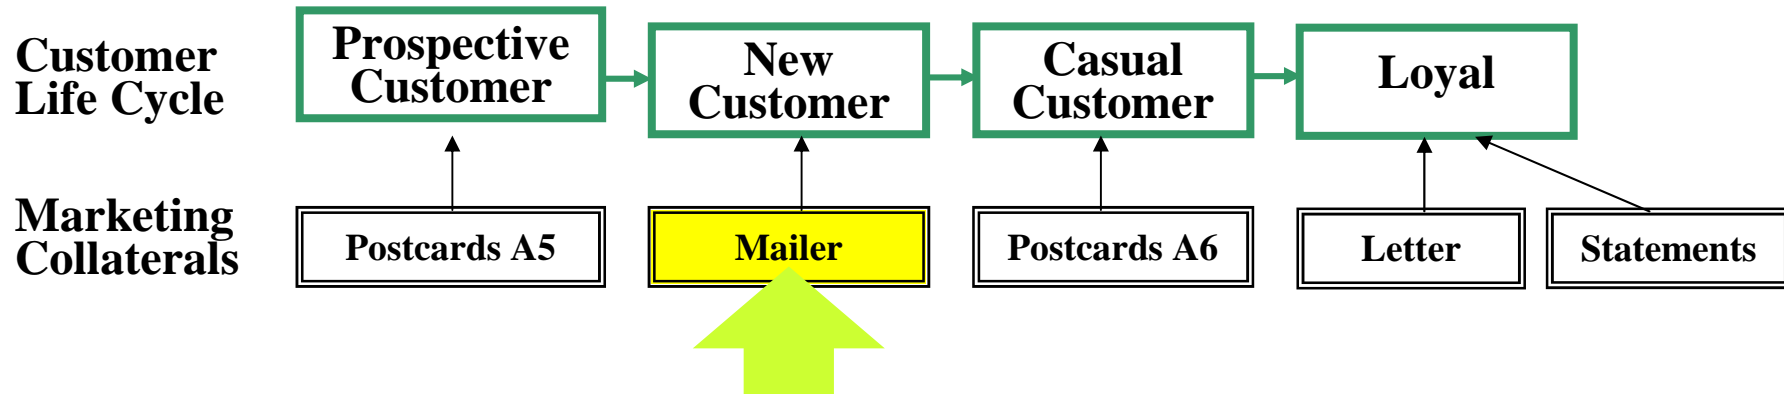 Customer
Life Cycle
Prospective
Customer
New
Customer
Casual
Customer
Loyal
Marketing
Collaterals
Postcards A5
Mailer
Postcards A6
Letter
Statements